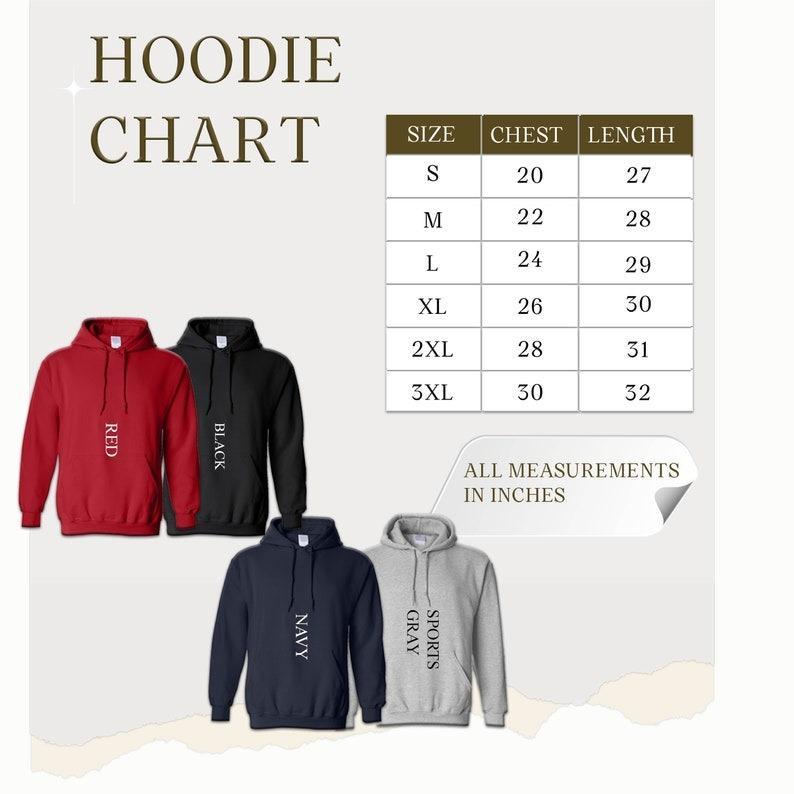 HOODIE
CHART
SIZE CHEST LENGTH
S 20 27
M 22 28
L 24 29
XL 26 30
2XL 28 31
3XL 30 32
ALL MEASUREMENTS
IN INCHES
RED
BLACK
NAVY
SPORTS
GRAY